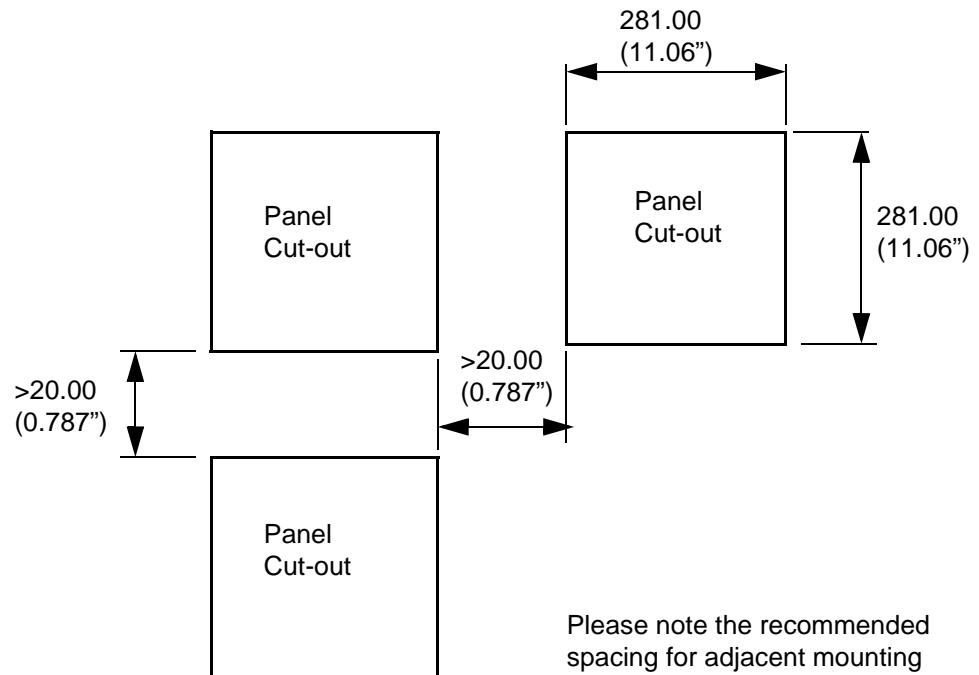 281.00
(11.06”)
Panel
Cut-out
Panel
Cut-out
281.00
(11.06”)
>20.00
(0.787”)
>20.00
(0.787”)
Panel
Cut-out
Please note the recommended
spacing for adjacent mounting